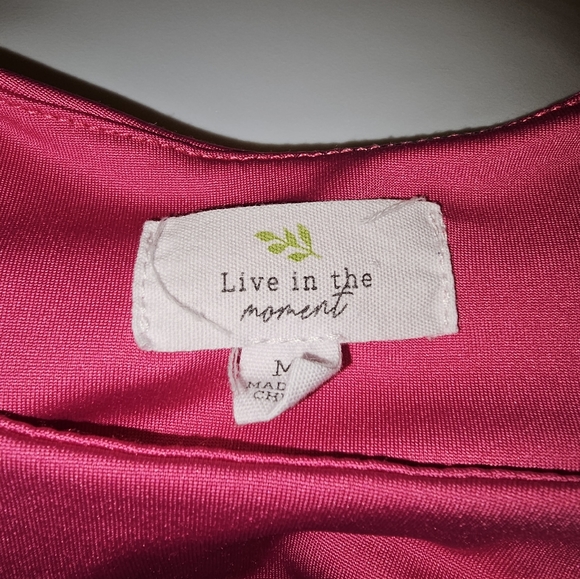 Live in the
moment
M